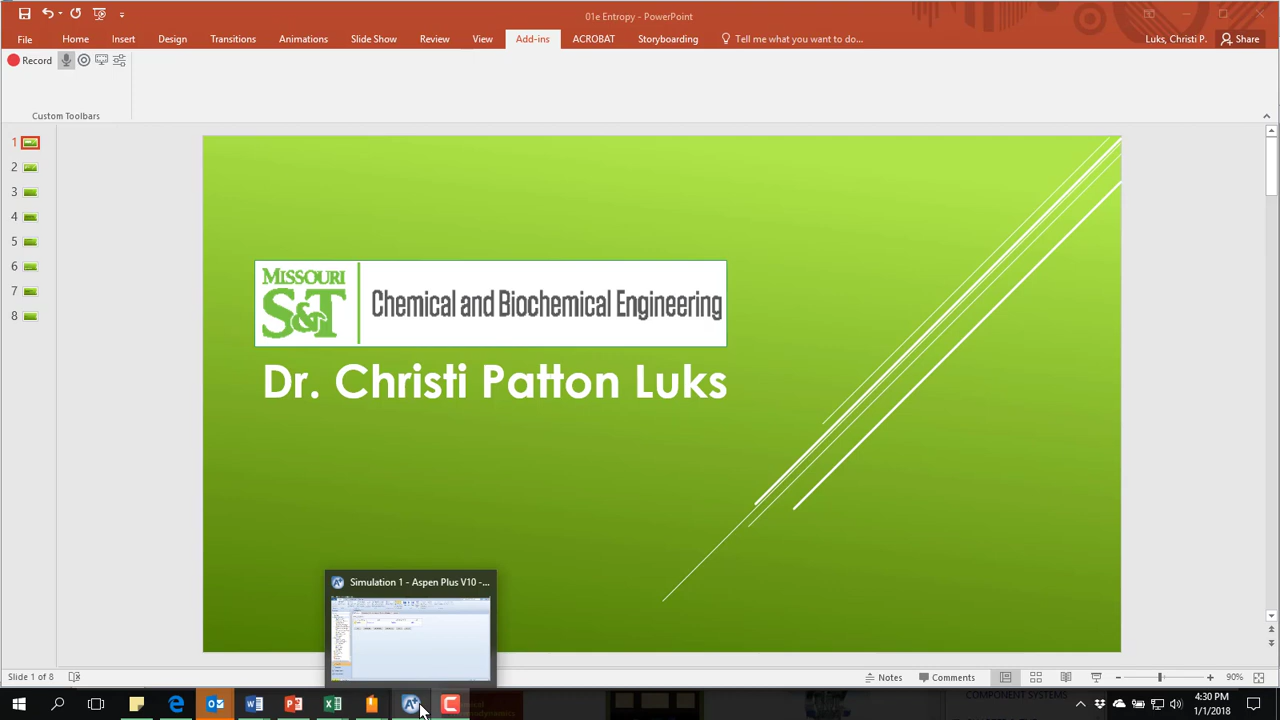 01e Entropy - PowerPoint
File Home Insert Design Transitions Animations Slide Show Review View Add-ins ACROBAT Storyboarding Tell me what you want to do... Luks, Christi P. Share
Record
Custom Toolbars
1
2
3
4
5
6
7
8
MISSOURI
S&T
Chemical and Biochemical Engineering
Dr. Christi Patton Luks
Simulation 1 - Aspen Plus V10 -...
Slide 1 of 8 Notes Comments 90%
COMPONENT SYSTEMS
4:30 PM
1/1/2018